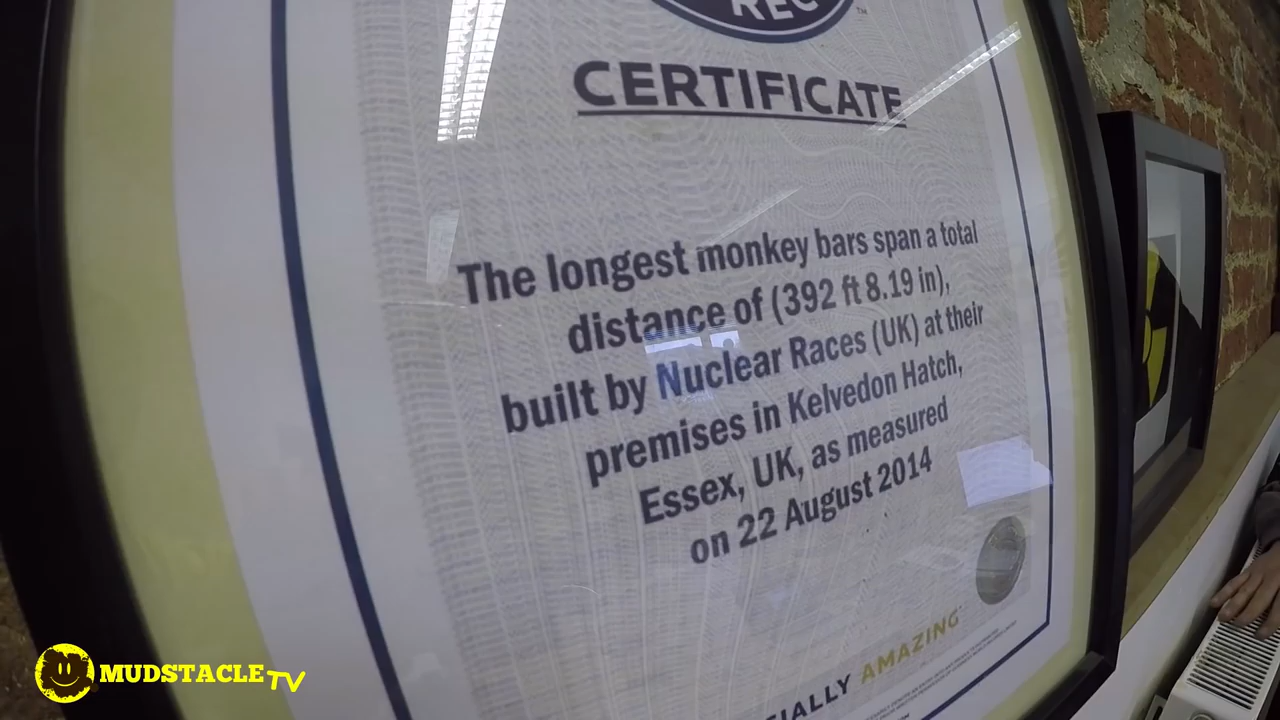 REC
CERTIFICATE
The longest monkey bars span a total
distance of (392 ft 8.19 in),
built by Nuclear Races (UK) at their
premises in Kelvedon Hatch,
Essex, UK, as measured
on 22 August 2014
IALLY AMAZING
MUDSTACLE TV